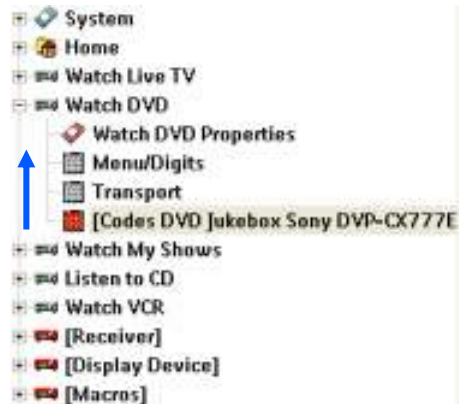 System
Home
Watch Live TV
Watch DVD
Watch DVD Properties
Menu/Digits
Transport
[Codes DVD Jukebox Sony DVP-CX777E
Watch My Shows
Listen to CD
Watch VCR
[Receiver]
[Display Device]
[Macros]